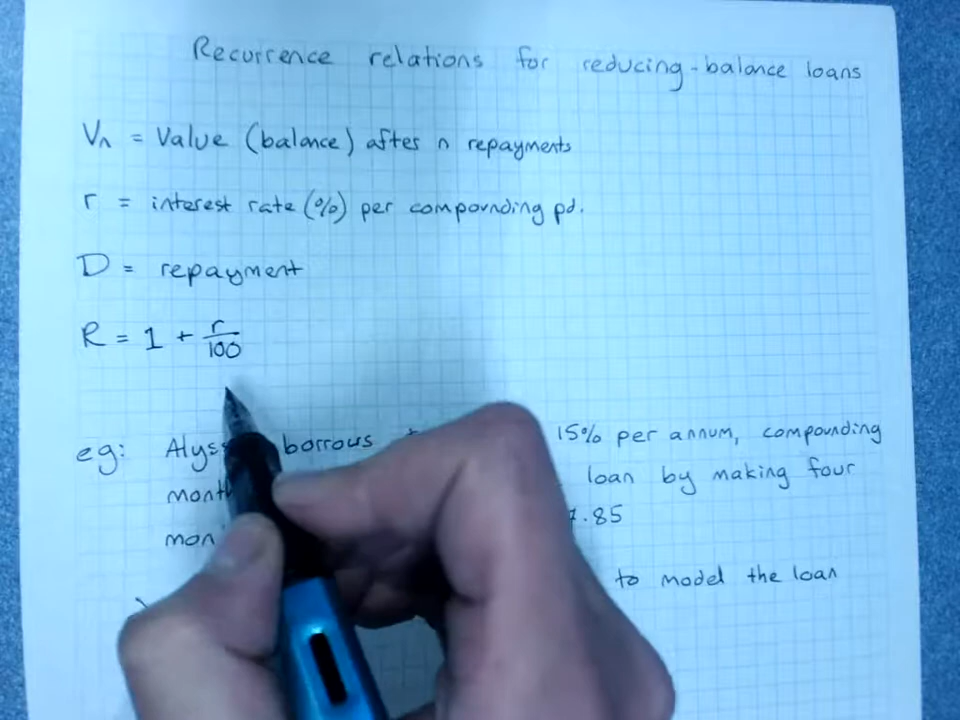 Recurrence relations for reducing-balance loans
Vn = Value (balance) after n repayments
r = interest rate (%) per compounding pd.
D = repayment
R = 1 + r/100
eg: borrows 15% per annum, compounding
loan by making four
.85
to model the loan